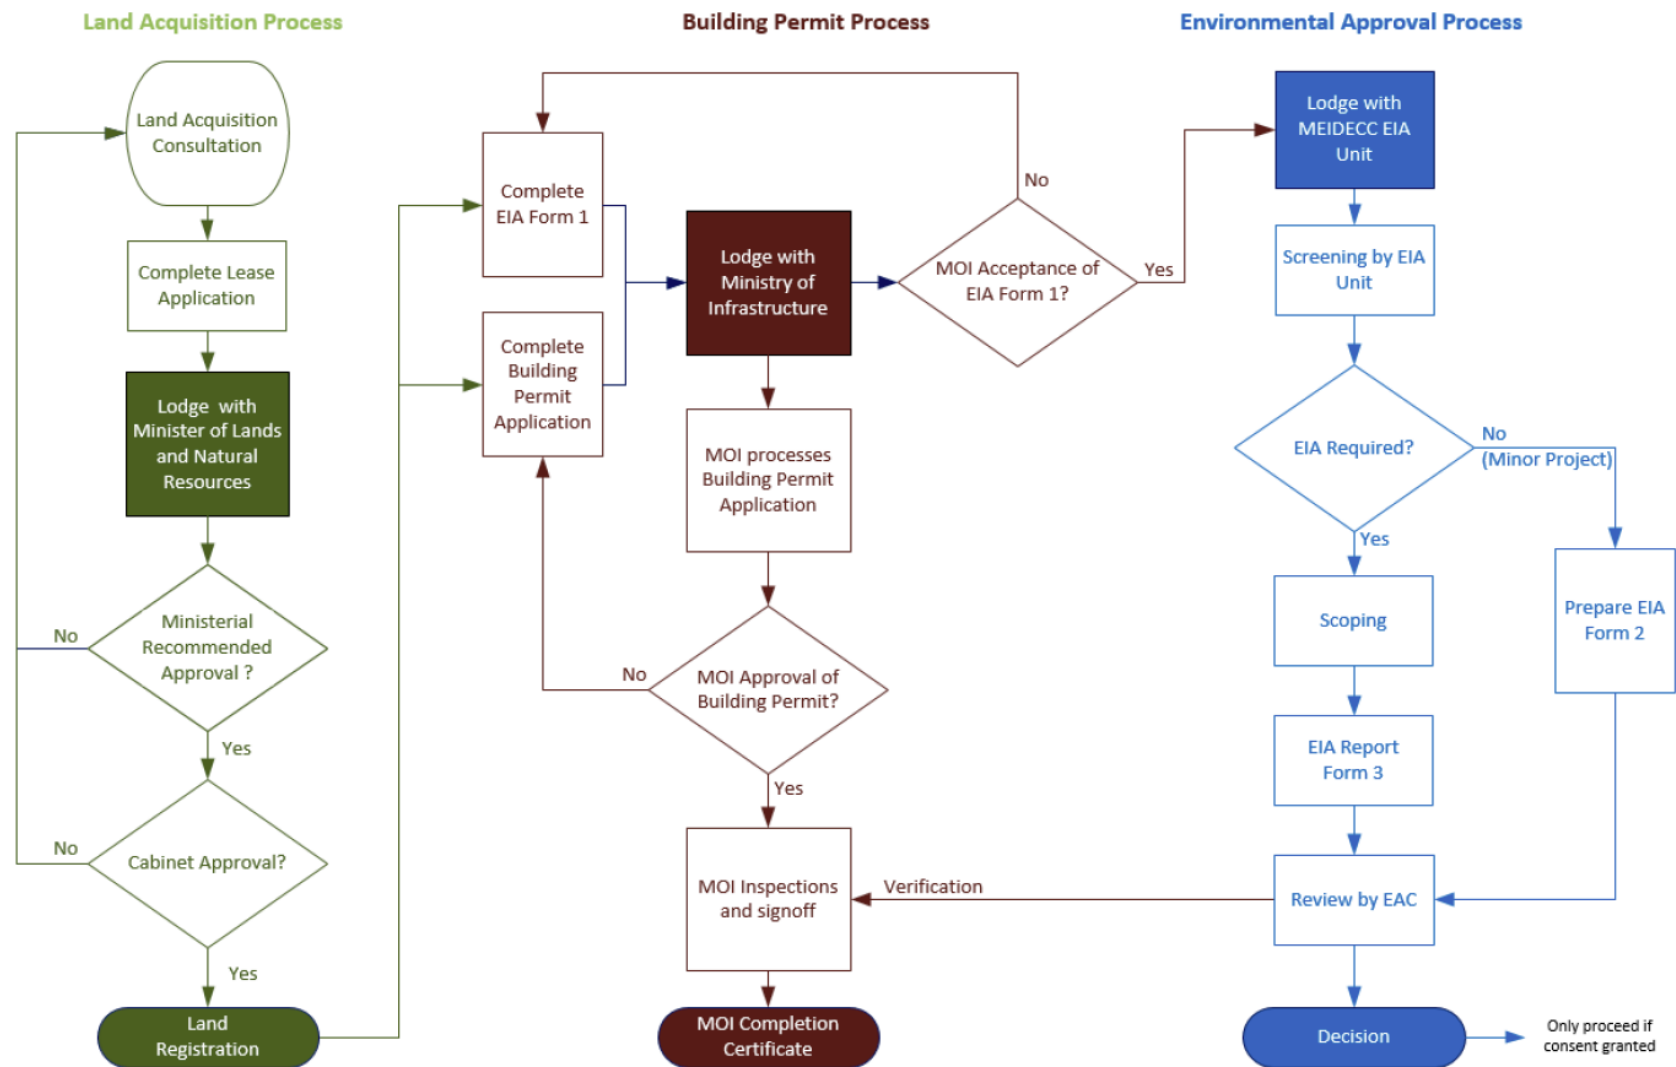 Land Acquisition Process
Land Acquisition
Consultation
Complete Lease
Application
Lodge with
Minister of Lands
and Natural
Resources
Ministerial
Recommended
Approval ?
No
Yes
Cabinet Approval?
No
Yes
Land
Registration
Building Permit Process
Complete
EIA Form 1
Complete
Building
Permit
Application
Lodge with
Ministry of
Infrastructure
MOI Acceptance of
EIA Form 1?
No
Yes
MOI processes
Building Permit
Application
MOI Approval of
Building Permit?
No
Yes
MOI Inspections
and signoff
Verification
MOI Completion
Certificate
Environmental Approval Process
Lodge with
MEIDECC EIA
Unit
Screening by EIA
Unit
EIA Required?
No
(Minor Project)
Yes
Scoping
Prepare EIA
Form 2
EIA Report
Form 3
Review by EAC
Decision
Only proceed if
consent granted